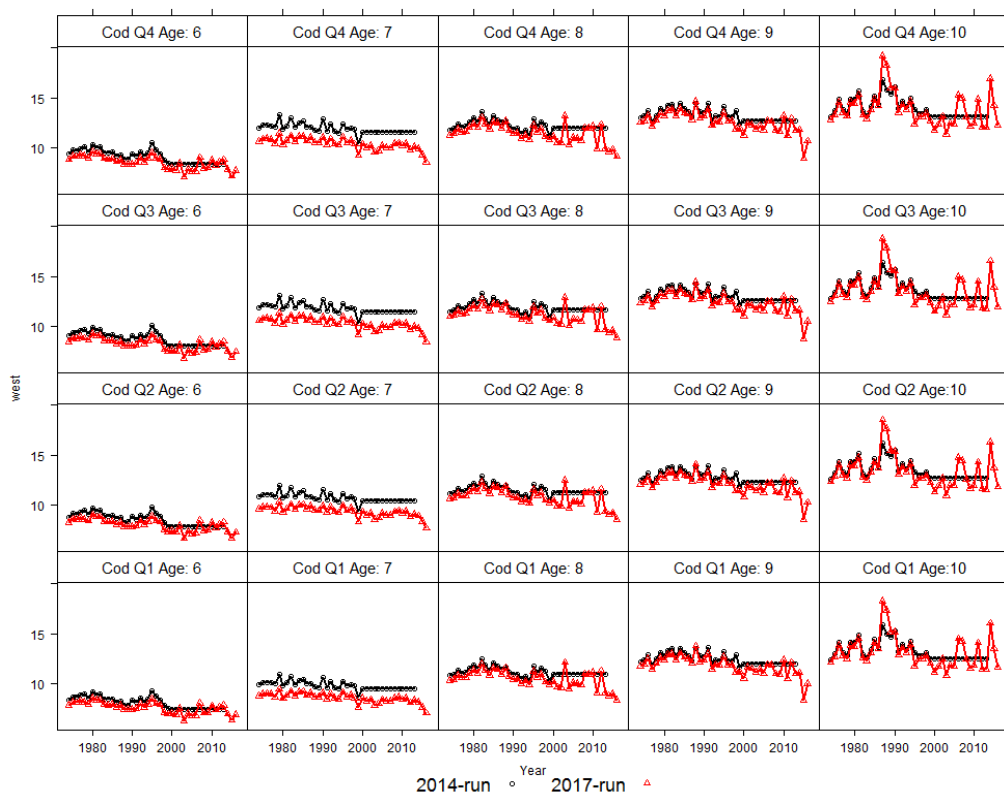 Cod Q4 Age: 6 Cod Q4 Age: 7 Cod Q4 Age: 8 Cod Q4 Age: 9 Cod Q4 Age:10
15
10
Cod Q3 Age: 6 Cod Q3 Age: 7 Cod Q3 Age: 8 Cod Q3 Age: 9 Cod Q3 Age:10
15
10
west
Cod Q2 Age: 6 Cod Q2 Age: 7 Cod Q2 Age: 8 Cod Q2 Age: 9 Cod Q2 Age:10
15
10
Cod Q1 Age: 6 Cod Q1 Age: 7 Cod Q1 Age: 8 Cod Q1 Age: 9 Cod Q1 Age:10
15
10
1980 1990 2000 2010 1980 1990 2000 2010 1980 1990 2000 2010 1980 1990 2000 2010 1980 1990 2000 2010
Year
2014-run 2017-run